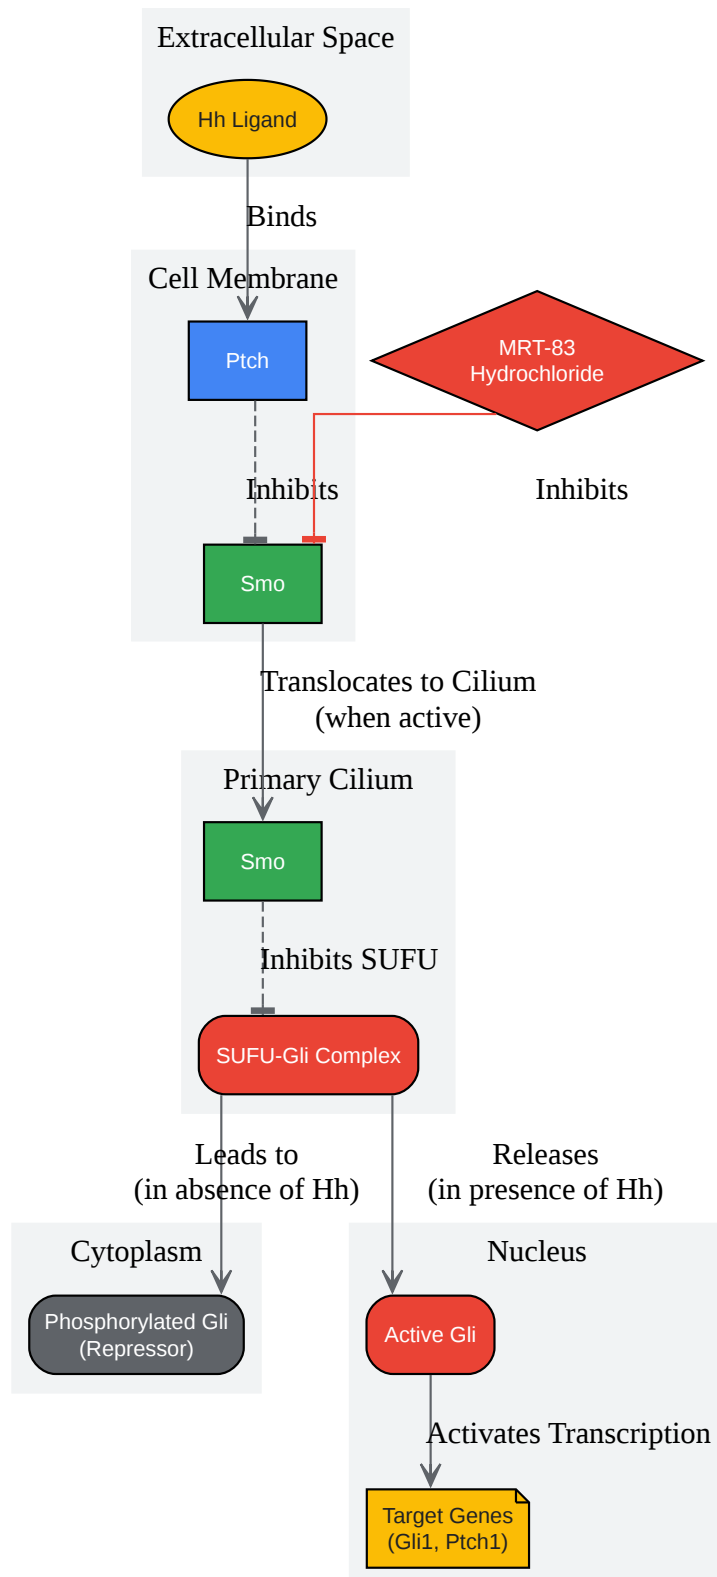 Extracellular Space
Hh Ligand
Binds
Cell Membrane
Ptch
MRT-83
Hydrochloride
Inhibits
Inhibits
Smo
Translocates to Cilium
(when active)
Primary Cilium
Smo
Inhibits SUFU
SUFU-Gli Complex
Leads to
(in absence of Hh)
Releases
(in presence of Hh)
Cytoplasm
Phosphorylated Gli
(Repressor)
Nucleus
Active Gli
Activates Transcription
Target Genes
(Gli1, Ptch1)